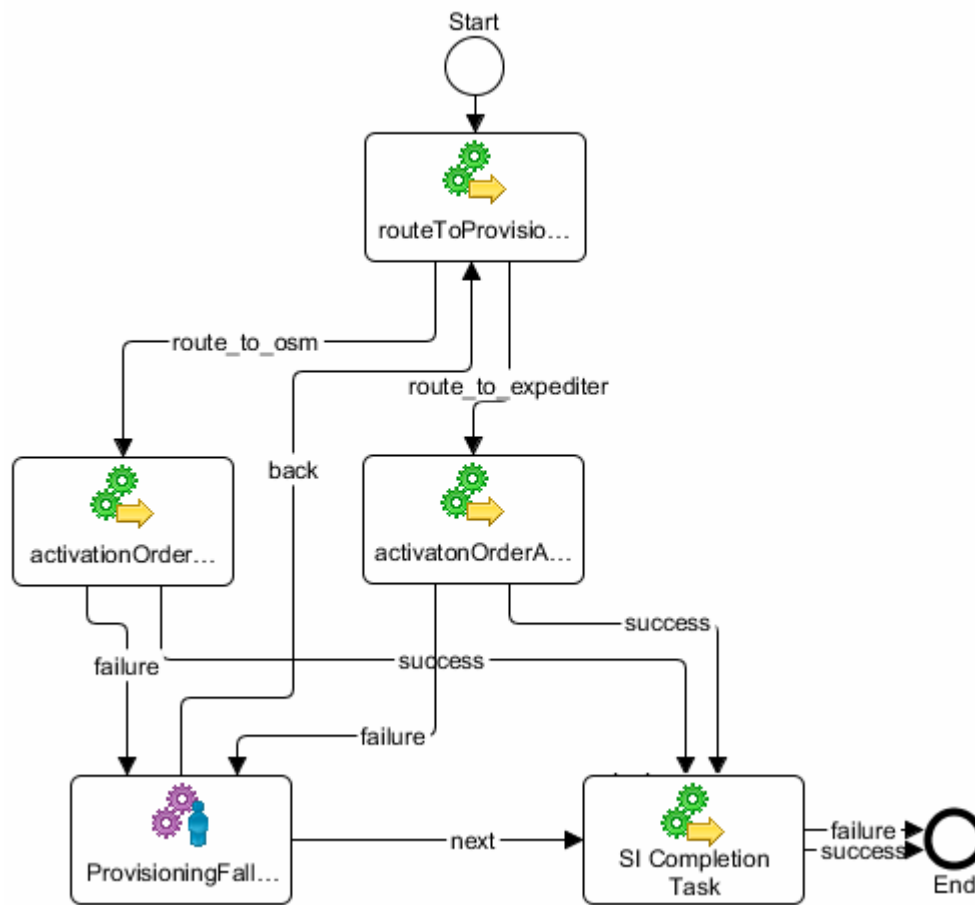 Start
routeToProvisio...
route_to_osm
route_to_expediter
back
activationOrder...
activatonOrderA...
success
failure
success
failure
ProvisioningFall...
next
SI Completion
Task
failure
success
End